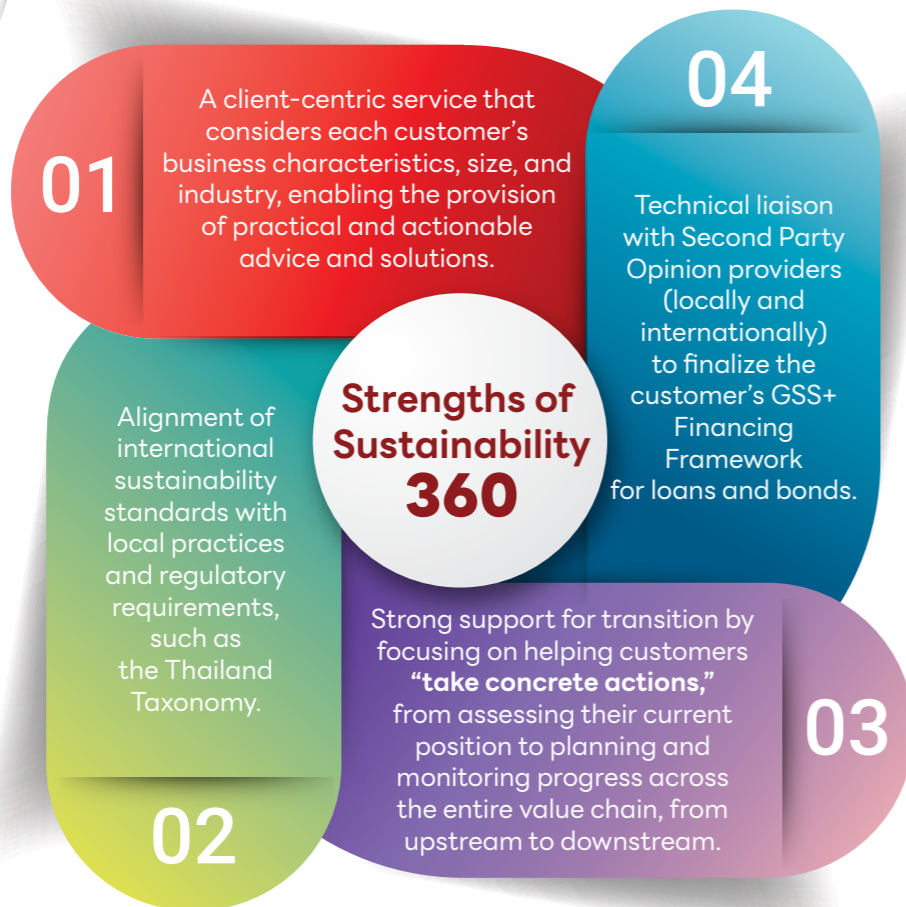 Strengths of
Sustainability
360
01
A client-centric service that
considers each customer’s
business characteristics, size, and
industry, enabling the provision
of practical and actionable
advice and solutions.
Alignment of
international
sustainability
standards with
local practices
and regulatory
requirements,
such as
the Thailand
Taxonomy.
02
Strong support for transition by
focusing on helping customers
“take concrete actions,”
from assessing their current
position to planning and
monitoring progress across
the entire value chain, from
upstream to downstream.
03
04
Technical liaison
with Second Party
Opinion providers
(locally and
internationally)
to finalize the
customer’s GSS+
Financing
Framework
for loans and bonds.